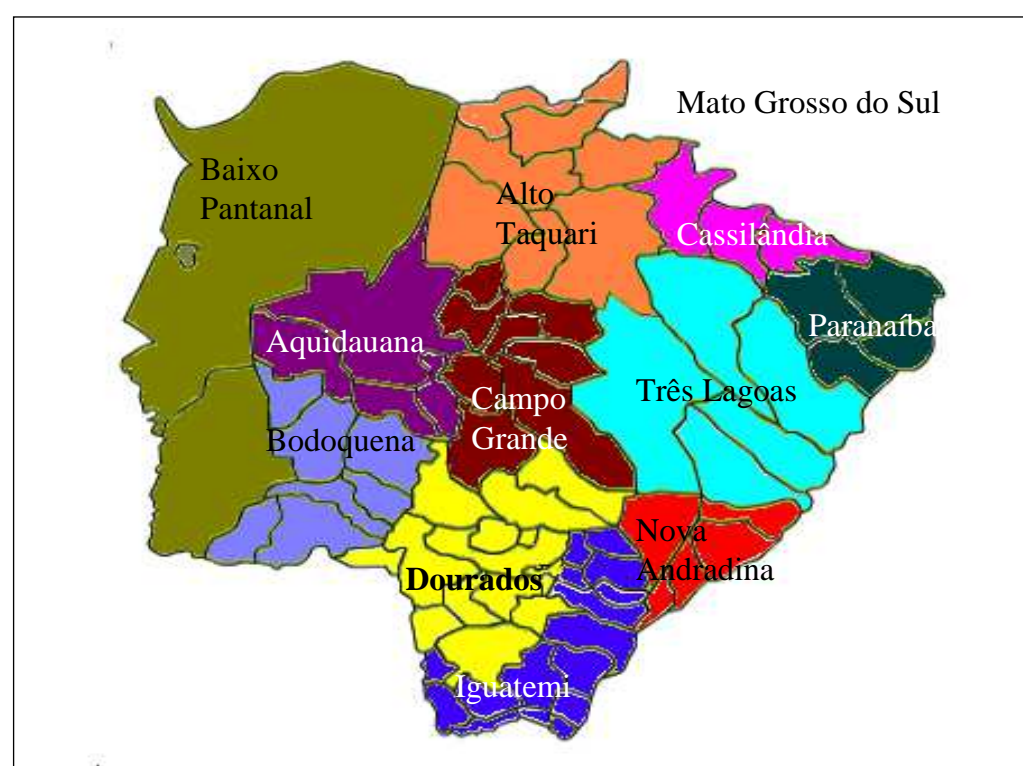 Mato Grosso do Sul
Baixo
Pantanal
Alto
Taquari
Cassilândia
Paranaíba
Aquidauana
Três Lagoas
Campo
Grande
Bodoquena
Nova
Andradina
Dourados
Iguatemi